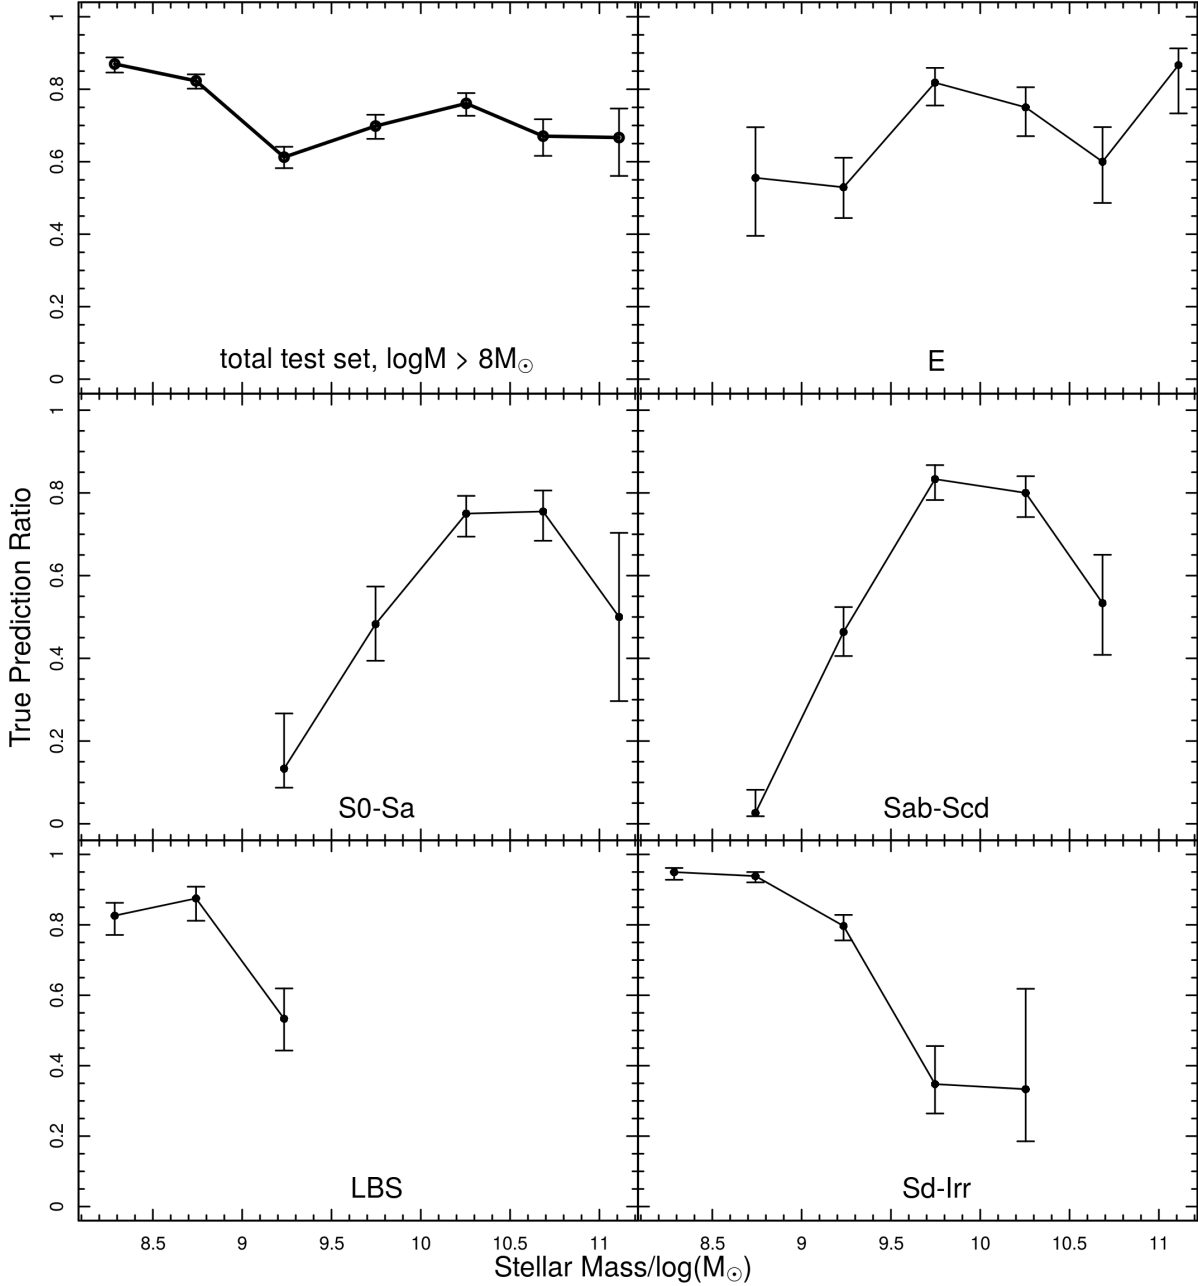 0 0.2 0.4 0.6 0.8 1
total test set, logM > 8M☉
E
0 0.2 0.4 0.6 0.8 1
S0-Sa
Sab-Scd
True Prediction Ratio
0 0.2 0.4 0.6 0.8 1
LBS
Sd-Irr
8.5 9 9.5 10 10.5 11 8.5 9 9.5 10 10.5 11
Stellar Mass/log(M☉)